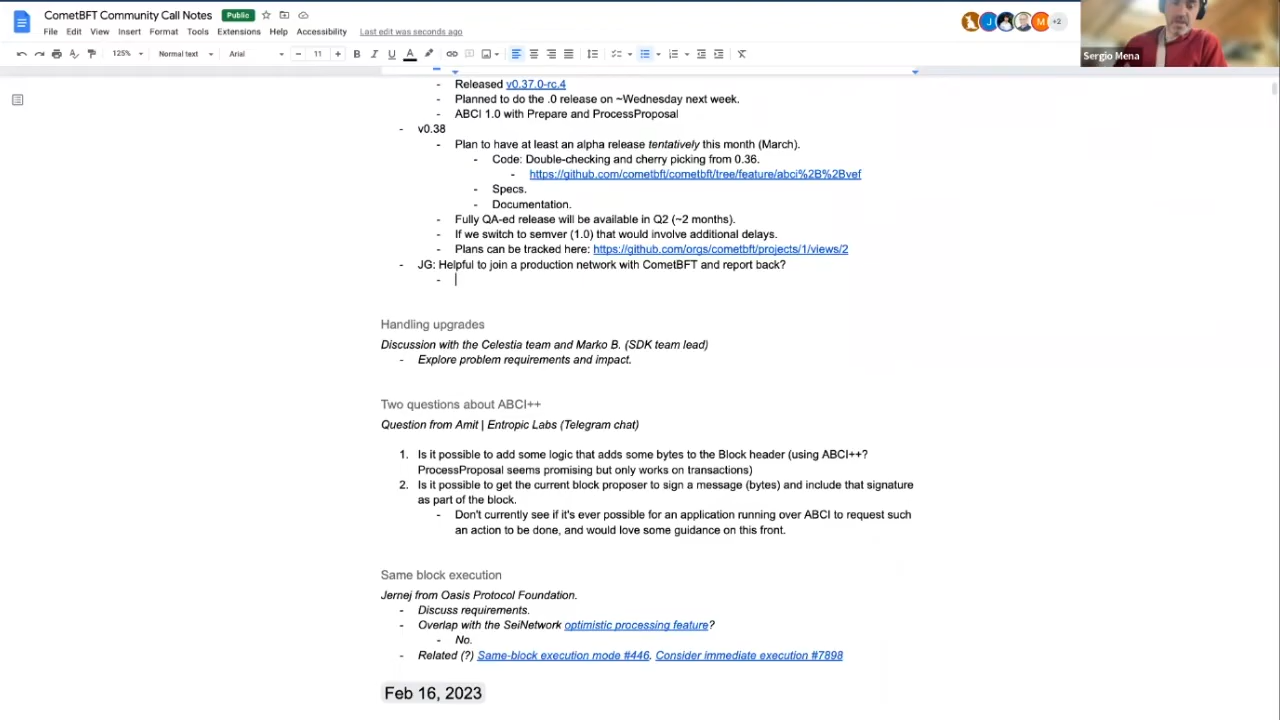 CometBFT Community Call Notes
Public
J
M
+2
File Edit View Insert Format Tools Extensions Help Accessibility
Last edit was seconds ago
Sergio Mena
125%
Normal text
Arial
11
B I U A
- Released v0.37.0-rc.4
- Planned to do the .0 release on ~Wednesday next week.
- ABCI 1.0 with Prepare and ProcessProposal
- v0.38
- Plan to have at least an alpha release tentatively this month (March).
- Code: Double-checking and cherry picking from 0.36.
- https://github.com/cometbft/cometbft/tree/feature/abci%2B%2Bvef
- Specs.
- Documentation.
- Fully QA-ed release will be available in Q2 (~2 months).
- If we switch to semver (1.0) that would involve additional delays.
- Plans can be tracked here: https://github.com/orgs/cometbft/projects/1/views/2
- JG: Helpful to join a production network with CometBFT and report back?
-
Handling upgrades
Discussion with the Celestia team and Marko B. (SDK team lead)
- Explore problem requirements and impact.
Two questions about ABCI++
Question from Amit | Entropic Labs (Telegram chat)
1. Is it possible to add some logic that adds some bytes to the Block header (using ABCI++?
ProcessProposal seems promising but only works on transactions)
2. Is it possible to get the current block proposer to sign a message (bytes) and include that signature
as part of the block.
- Don't currently see if it's ever possible for an application running over ABCI to request such
an action to be done, and would love some guidance on this front.
Same block execution
Jernej from Oasis Protocol Foundation.
- Discuss requirements.
- Overlap with the SeiNetwork optimistic processing feature?
- No.
- Related (?) Same-block execution mode #446. Consider immediate execution #7898
Feb 16, 2023